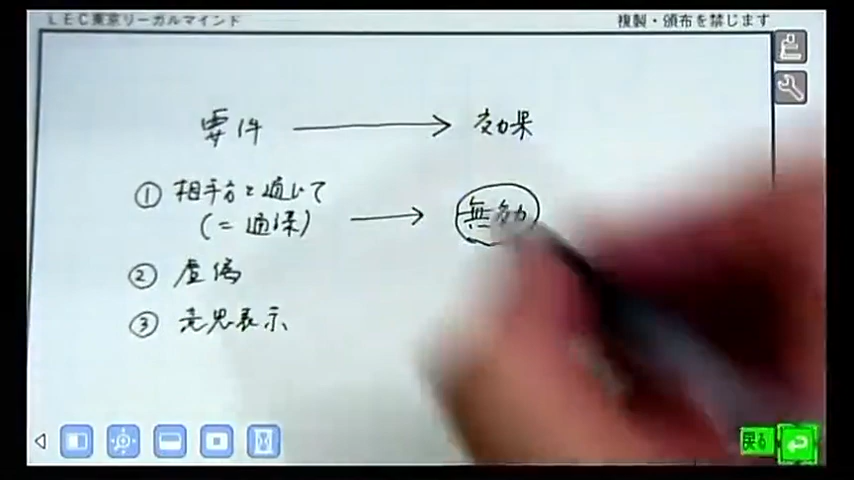 LEC東京リーガルマインド
複製・頒布を禁じます
要件 → 効果
① 相手方と通じて
(=通謀) → 無効
② 虚偽
③ 意思表示
戻る